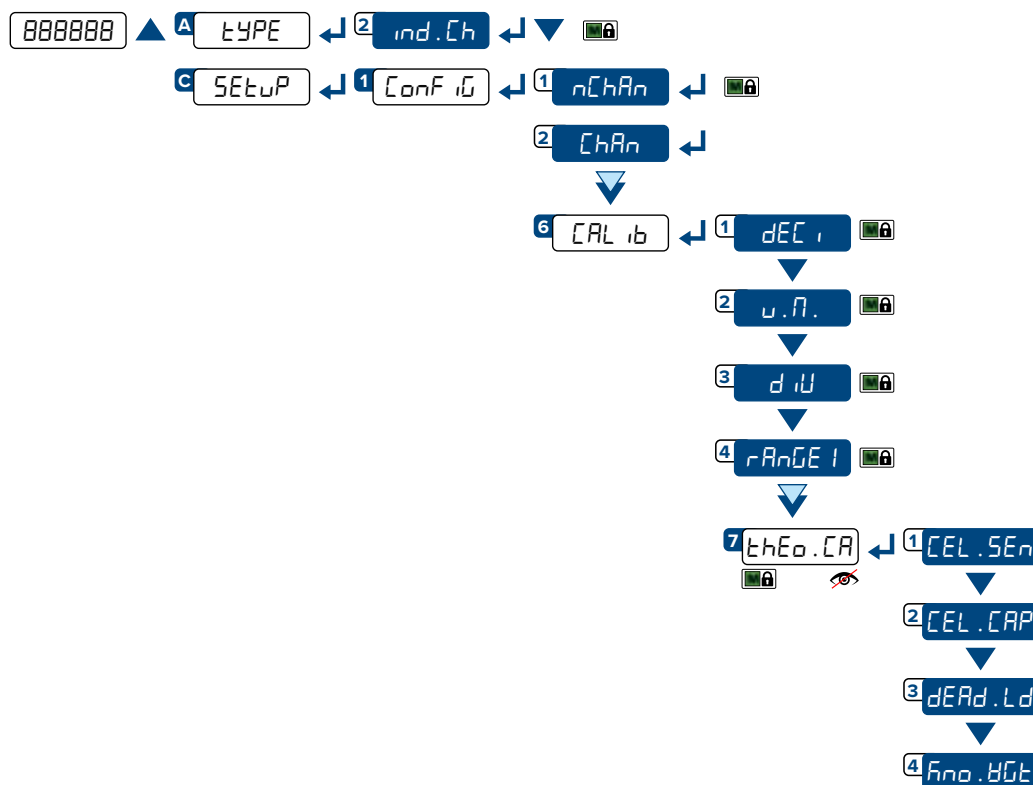 888888 A tYPE 2 ind.Ch M
C SEtuP 1 ConFiG 1 nChAn M
2 ChAn
6 CALib 1 dECi M
2 u.M. M
3 diU M
4 rAnGE1 M
7 thEo.CA 1 CEL.SEn
M
2 CEL.CAP
3 dEAd.Ld
4 kno.WGt